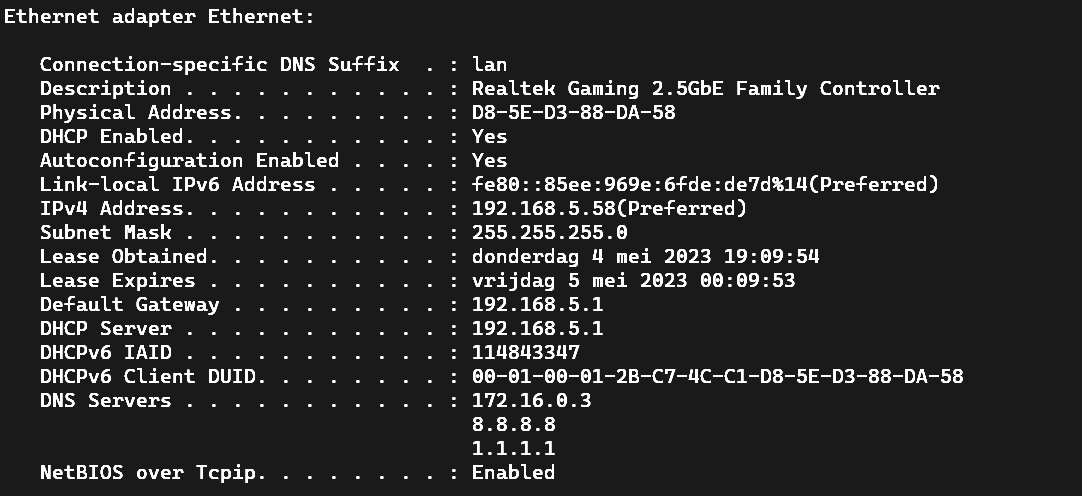 Ethernet adapter Ethernet:
Connection-specific DNS Suffix  . : lan
Description . . . . . . . . . . . : Realtek Gaming 2.5GbE Family Controller
Physical Address. . . . . . . . . : D8-5E-D3-88-DA-58
DHCP Enabled. . . . . . . . . . . : Yes
Autoconfiguration Enabled . . . . : Yes
Link-local IPv6 Address . . . . . : fe80::85ee:969e:6fde:de7d%14(Preferred)
IPv4 Address. . . . . . . . . . . : 192.168.5.58(Preferred)
Subnet Mask . . . . . . . . . . . : 255.255.255.0
Lease Obtained. . . . . . . . . . : donderdag 4 mei 2023 19:09:54
Lease Expires . . . . . . . . . . : vrijdag 5 mei 2023 00:09:53
Default Gateway . . . . . . . . . : 192.168.5.1
DHCP Server . . . . . . . . . . . : 192.168.5.1
DHCPv6 IAID . . . . . . . . . . . : 114843347
DHCPv6 Client DUID. . . . . . . . : 00-01-00-01-2B-C7-4C-C1-D8-5E-D3-88-DA-58
DNS Servers . . . . . . . . . . . : 172.16.0.3
8.8.8.8
1.1.1.1
NetBIOS over Tcpip. . . . . . . . : Enabled